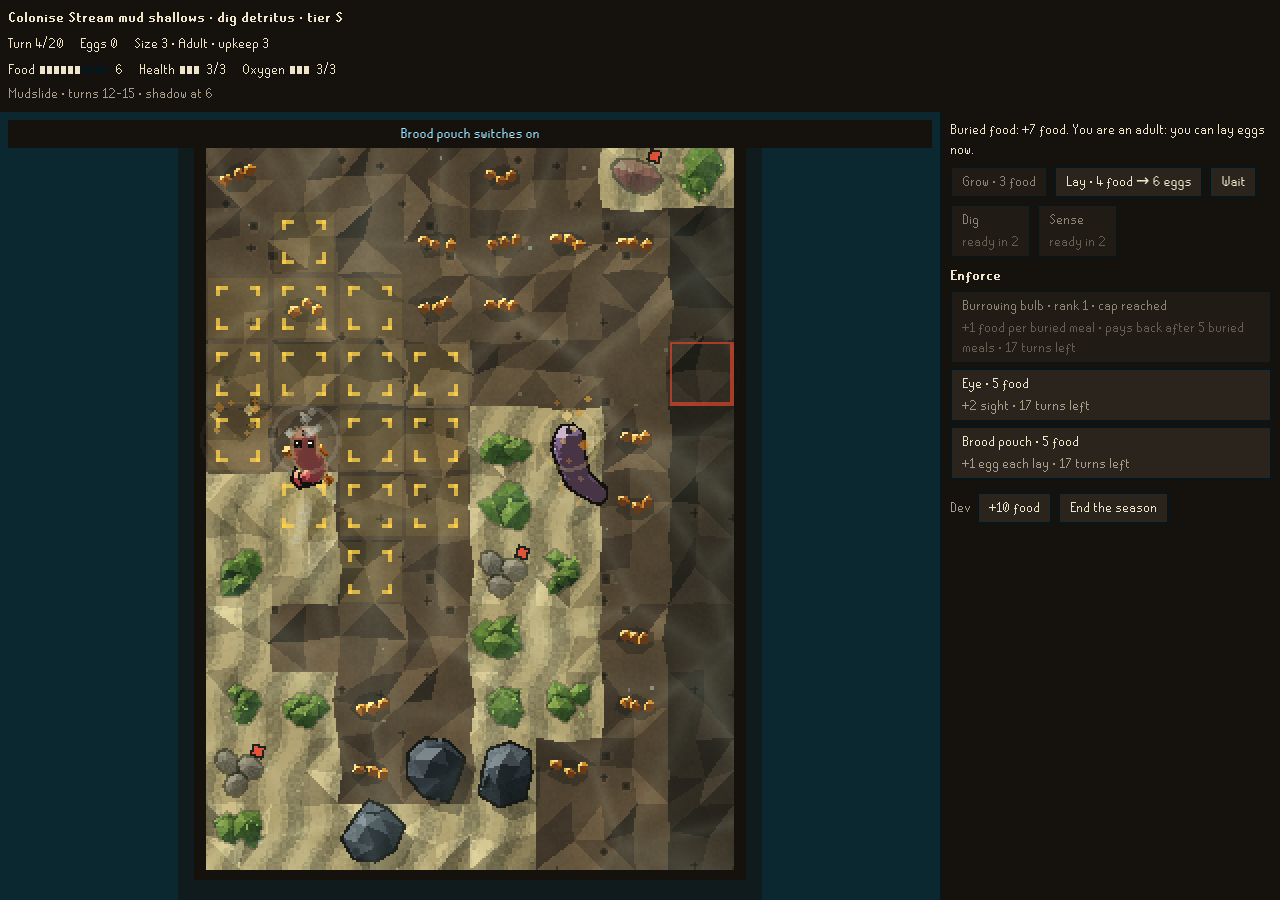 Colonise Stream mud shallows · dig detritus · tier S
Turn 4/20 Eggs 0 Size 3 · Adult · upkeep 3
Food 6 Health 3/3 Oxygen 3/3
Mudslide · turns 12-15 · shadow at 6
Brood pouch switches on
Buried food: +7 food. You are an adult: you can lay eggs
now.
Grow · 3 food Lay · 4 food → 6 eggs Wait
Dig Sense
ready in 2 ready in 2
Enforce
Burrowing bulb · rank 1 · cap reached
+1 food per buried meal · pays back after 5 buried
meals · 17 turns left
Eye · 5 food
+2 sight · 17 turns left
Brood pouch · 5 food
+1 egg each lay · 17 turns left
Dev +10 food End the season